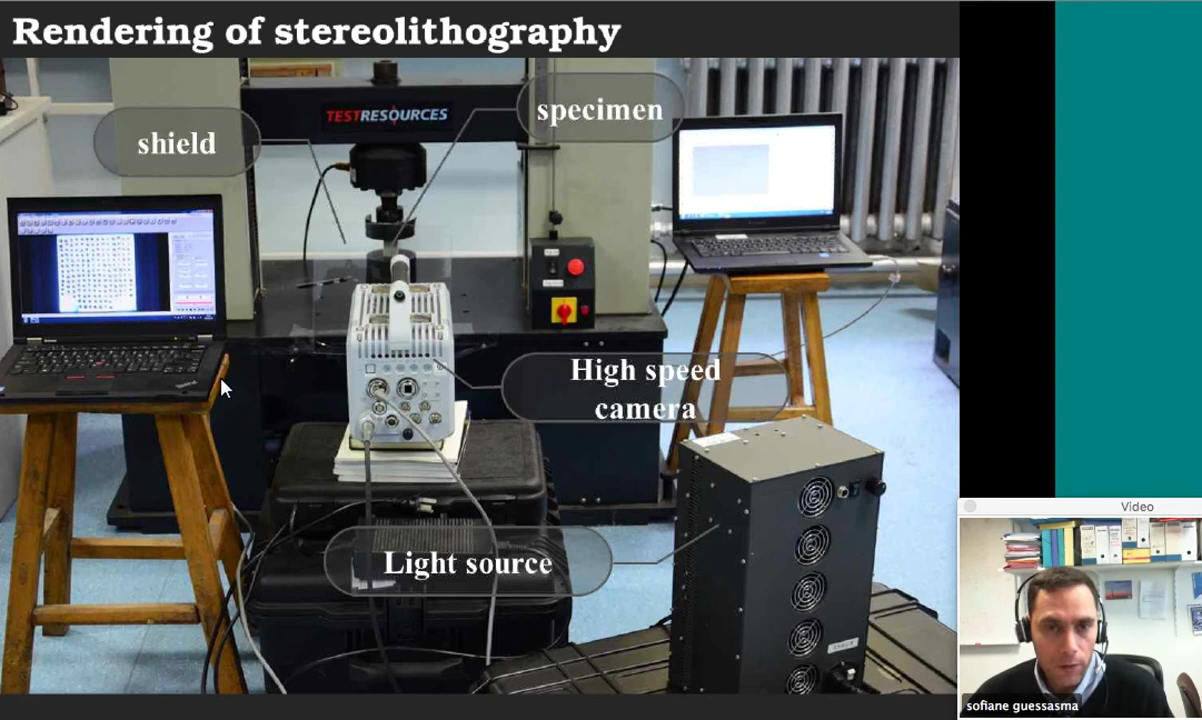 Rendering of stereolithography
specimen
TESTRESOURCES
shield
High speed
camera
Light source
Video
sofiane guessasma